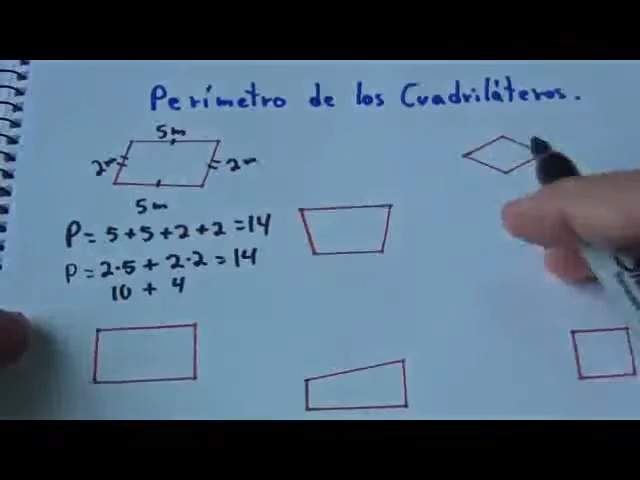 Perímetro de los Cuadriláteros.
5m
2m
2m
5m
P= 5+5+2+2=14
P= 2·5 + 2·2=14
10 + 4